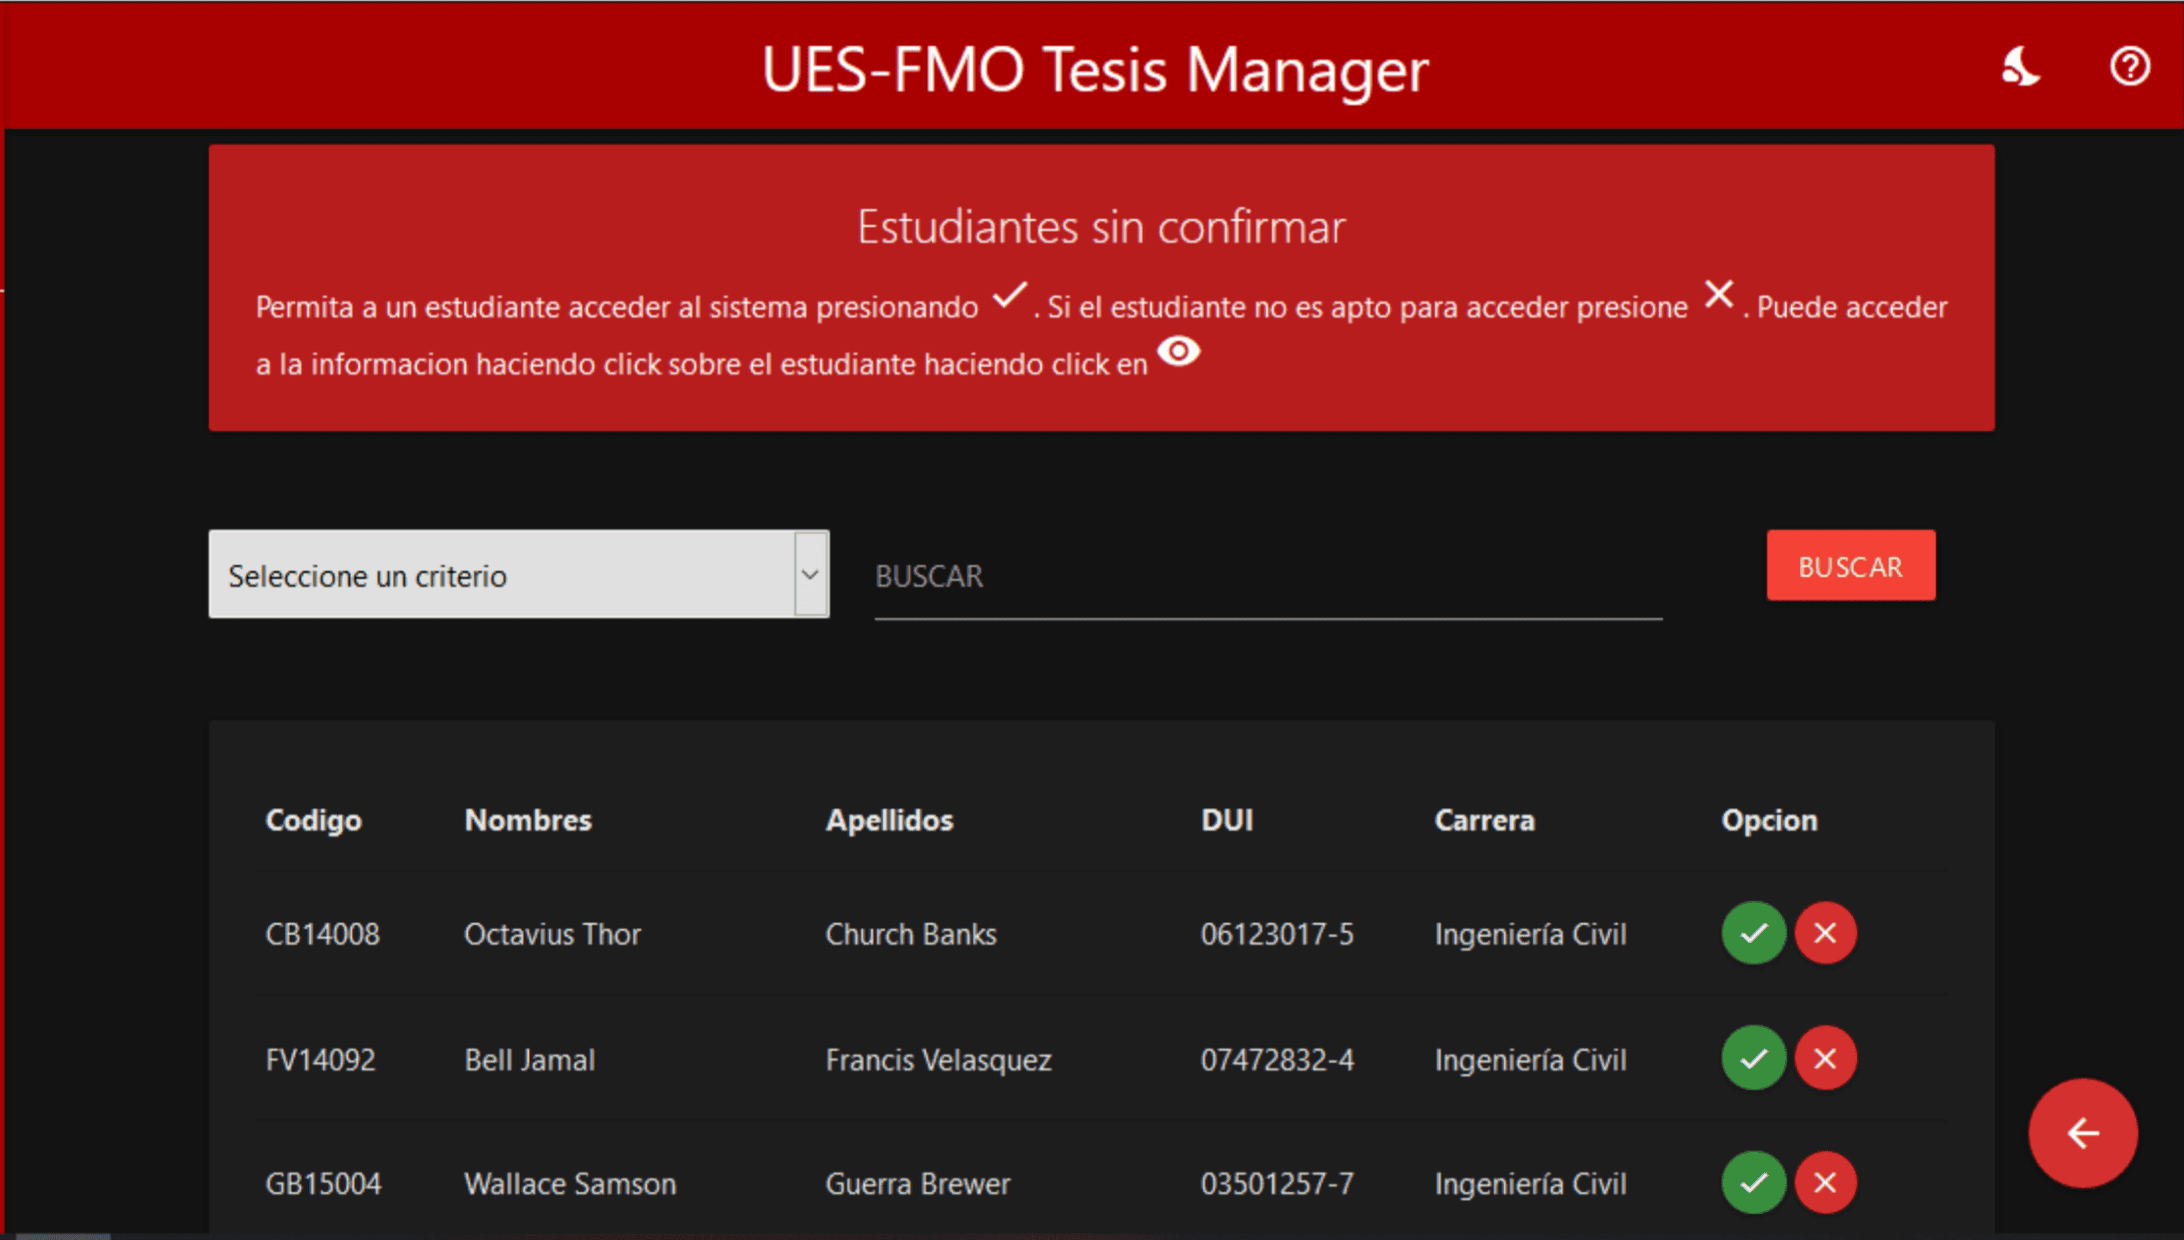 UES-FMO Tesis Manager
Estudiantes sin confirmar
Permita a un estudiante acceder al sistema presionando . Si el estudiante no es apto para acceder presione . Puede acceder
a la informacion haciendo click sobre el estudiante haciendo click en
Seleccione un criterio BUSCAR BUSCAR
Codigo Nombres Apellidos DUI Carrera Opcion
CB14008 Octavius Thor Church Banks 06123017-5 Ingeniería Civil
FV14092 Bell Jamal Francis Velasquez 07472832-4 Ingeniería Civil
GB15004 Wallace Samson Guerra Brewer 03501257-7 Ingeniería Civil